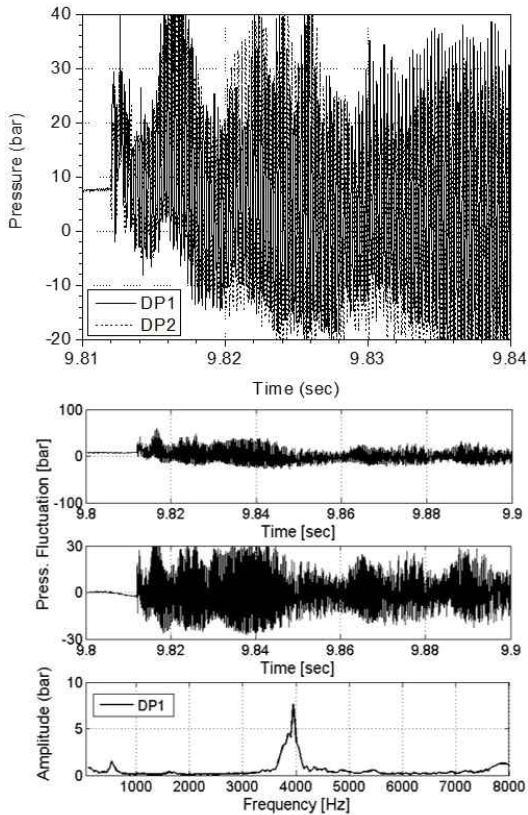 40
30
20
10
0
-10
-20
Pressure (bar)
DP1
DP2
9.81 9.82 9.83 9.84
Time (sec)
100
0
-100
9.8 9.82 9.84 9.86 9.88 9.9
Time [sec]
Press. Fluctuation [bar]
30
0
-30
9.8 9.82 9.84 9.86 9.88 9.9
Time [sec]
10
5
0
Amplitude (bar)
DP1
1000 2000 3000 4000 5000 6000 7000 8000
Frequency [Hz]